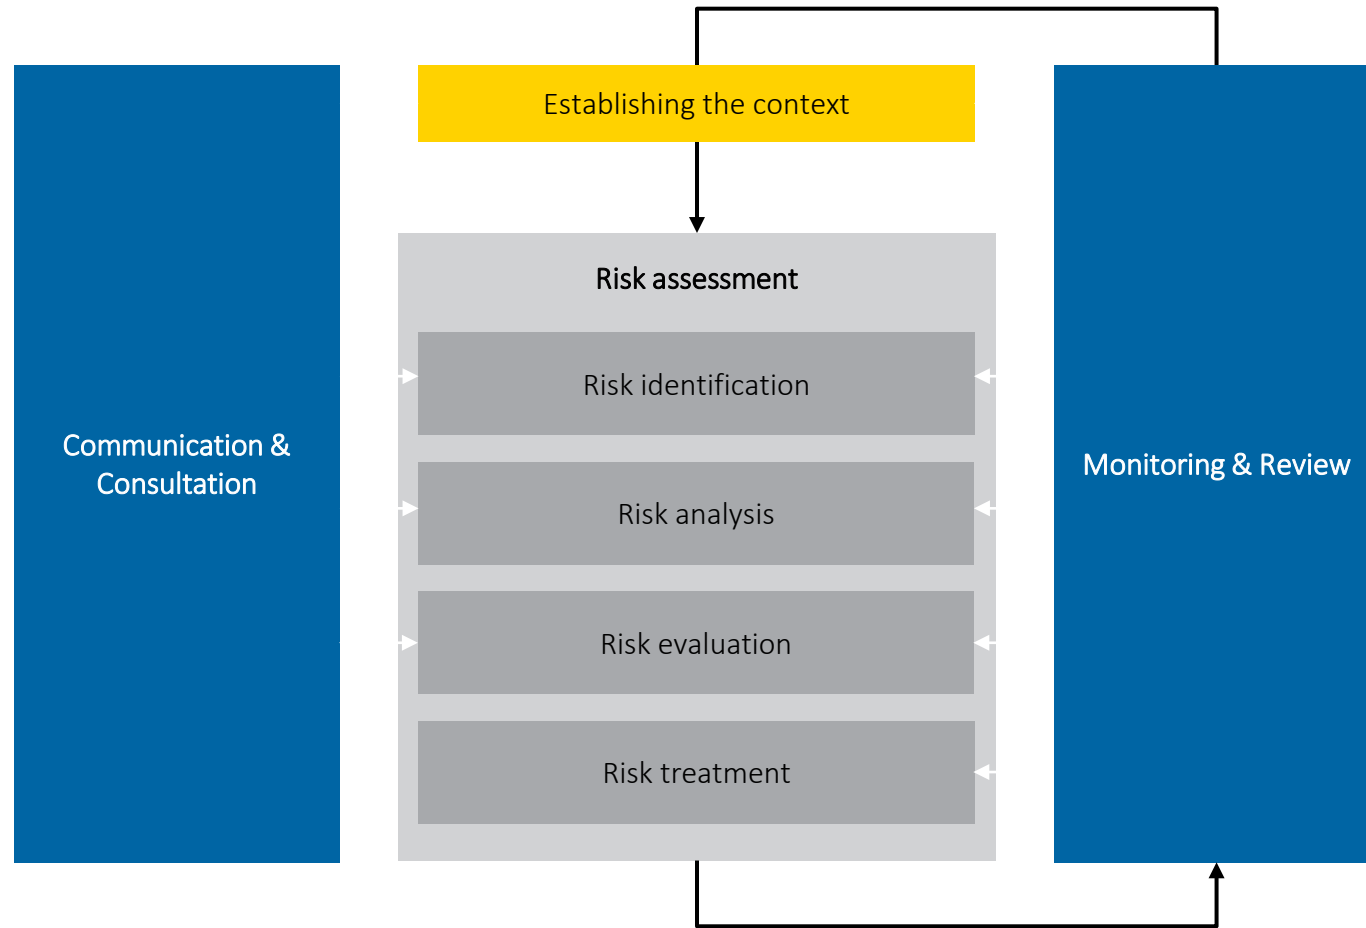 Establishing the context
Risk assessment
Risk identification
Communication &
Consultation
Monitoring & Review
Risk analysis
Risk evaluation
Risk treatment